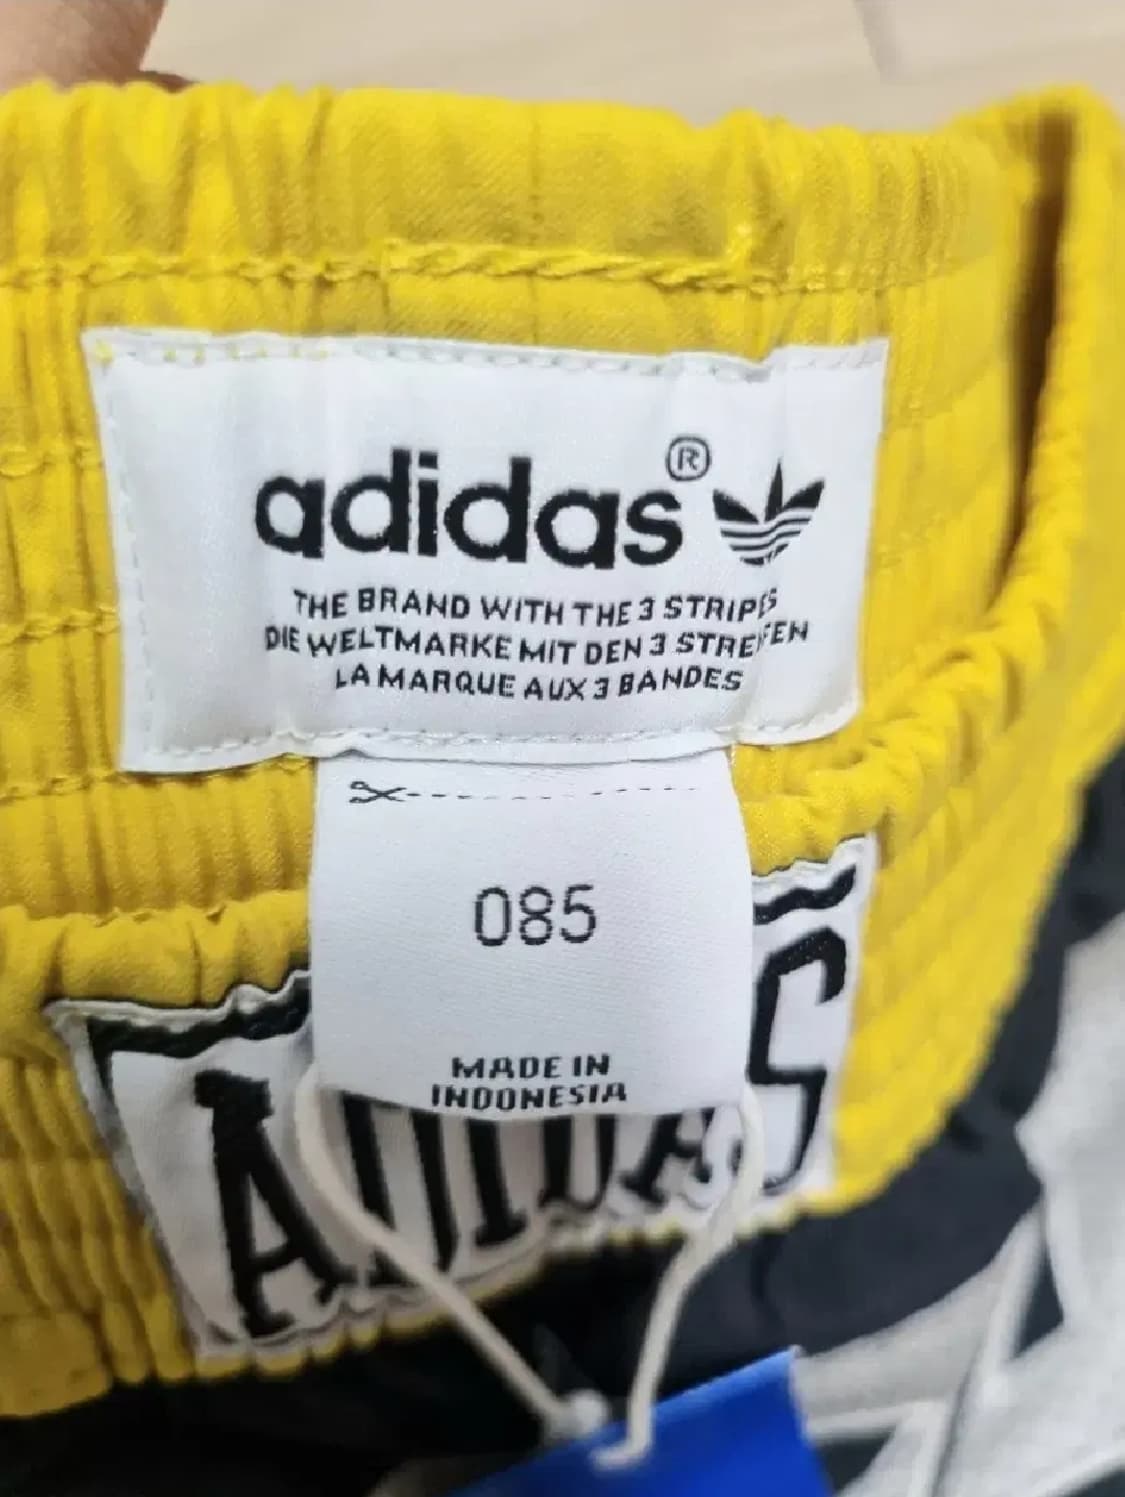 adidas®
THE BRAND WITH THE 3 STRIPES
DIE WELTMARKE MIT DEN 3 STREIFEN
LA MARQUE AUX 3 BANDES
085
MADE IN
INDONESIA
ADIDAS